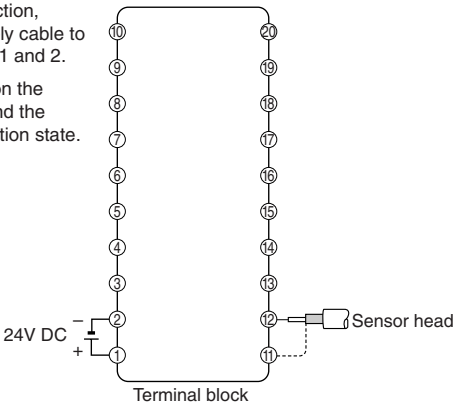 ction,
ly cable to
1 and 2.
on the
nd the
tion state.
10 20
9 19
8 18
7 17
6 16
5 15
4 14
3 13
– 2 12 Sensor head
24V DC
+ 1 11
Terminal block